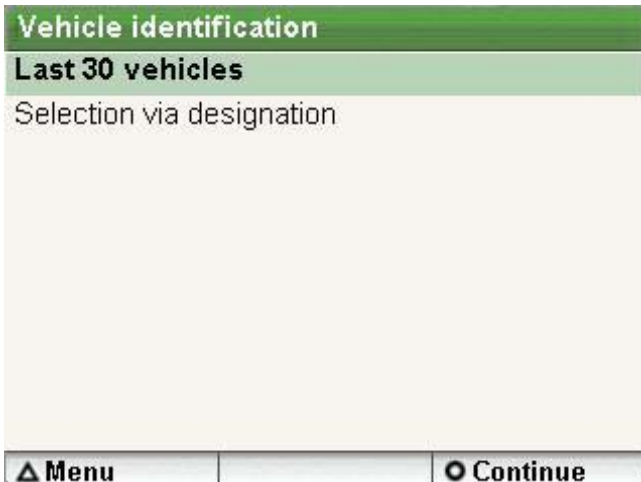 Vehicle identification
Last 30 vehicles
Selection via designation
Menu
Continue